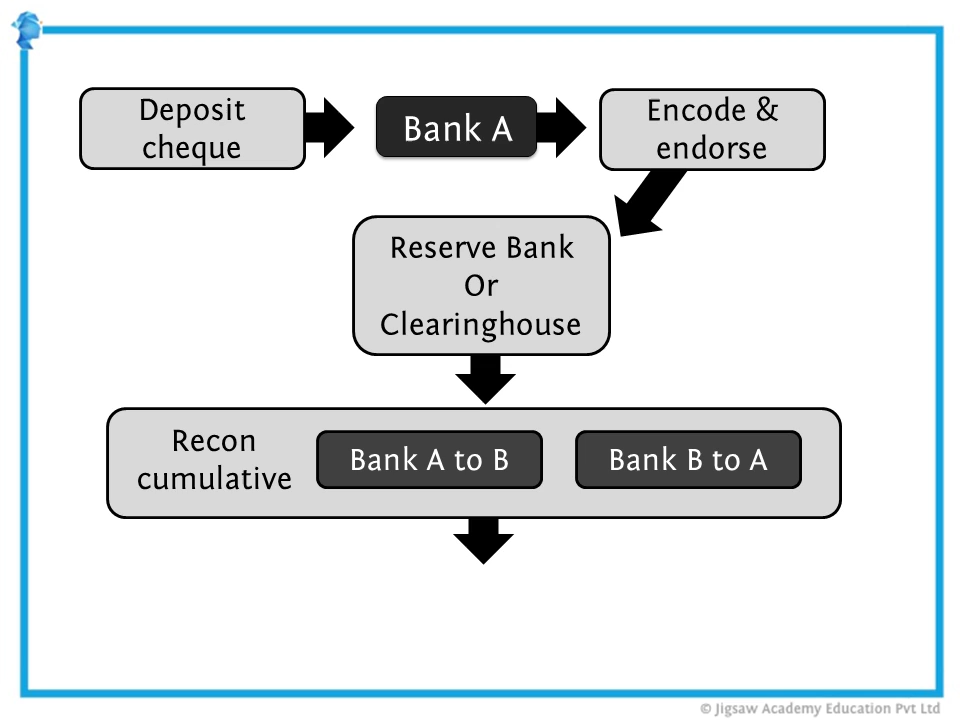 Deposit
cheque
Bank A
Encode &
endorse
Reserve Bank
Or
Clearinghouse
Recon
cumulative
Bank A to B
Bank B to A
© Jigsaw Academy Education Pvt Ltd